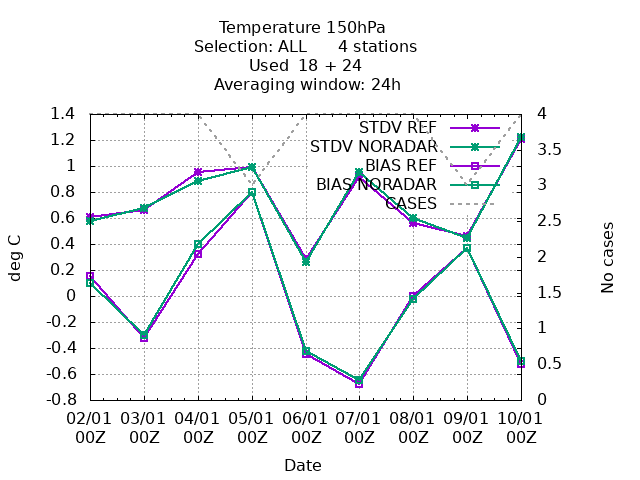 Temperature 150hPa
Selection: ALL      4 stations
Used  18 + 24
Averaging window: 24h
1.4
1.2
1
0.8
0.6
0.4
0.2
0
-0.2
-0.4
-0.6
-0.8
deg C
4
3.5
3
2.5
2
1.5
1
0.5
0
No cases
STDV REF
STDV NORADAR
BIAS REF
BIAS NORADAR
CASES
02/01 03/01 04/01 05/01 06/01 07/01 08/01 09/01 10/01
00Z 00Z 00Z 00Z 00Z 00Z 00Z 00Z 00Z
Date